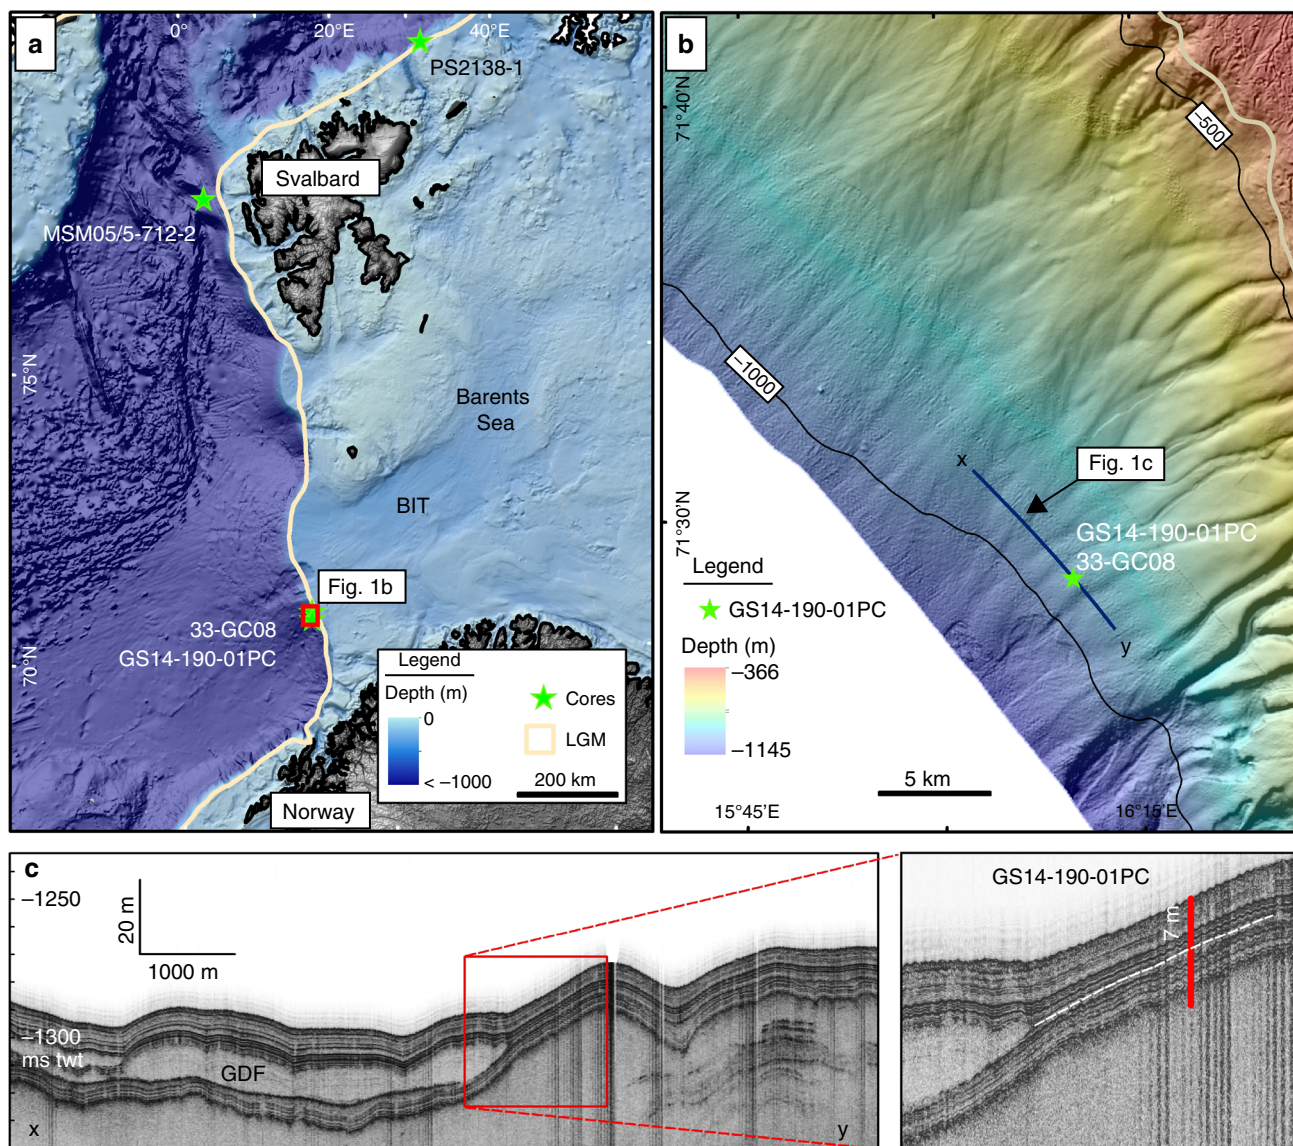 a
0°
20°E
40°E
PS2138-1
Svalbard
MSM05/5-712-2
75°N
Barents
Sea
BIT
Fig. 1b
33-GC08
GS14-190-01PC
70°N
Legend
Depth (m)
0
< –1000
Cores
LGM
200 km
Norway
b
71°40'N
–500
–1000
x
Fig. 1c
GS14-190-01PC
33-GC08
y
71°30'N
Legend
GS14-190-01PC
Depth (m)
–366
–1145
5 km
15°45'E
16°15'E
c
–1250
20 m
1000 m
–1300
ms twt
GDF
x
y
GS14-190-01PC
7 m